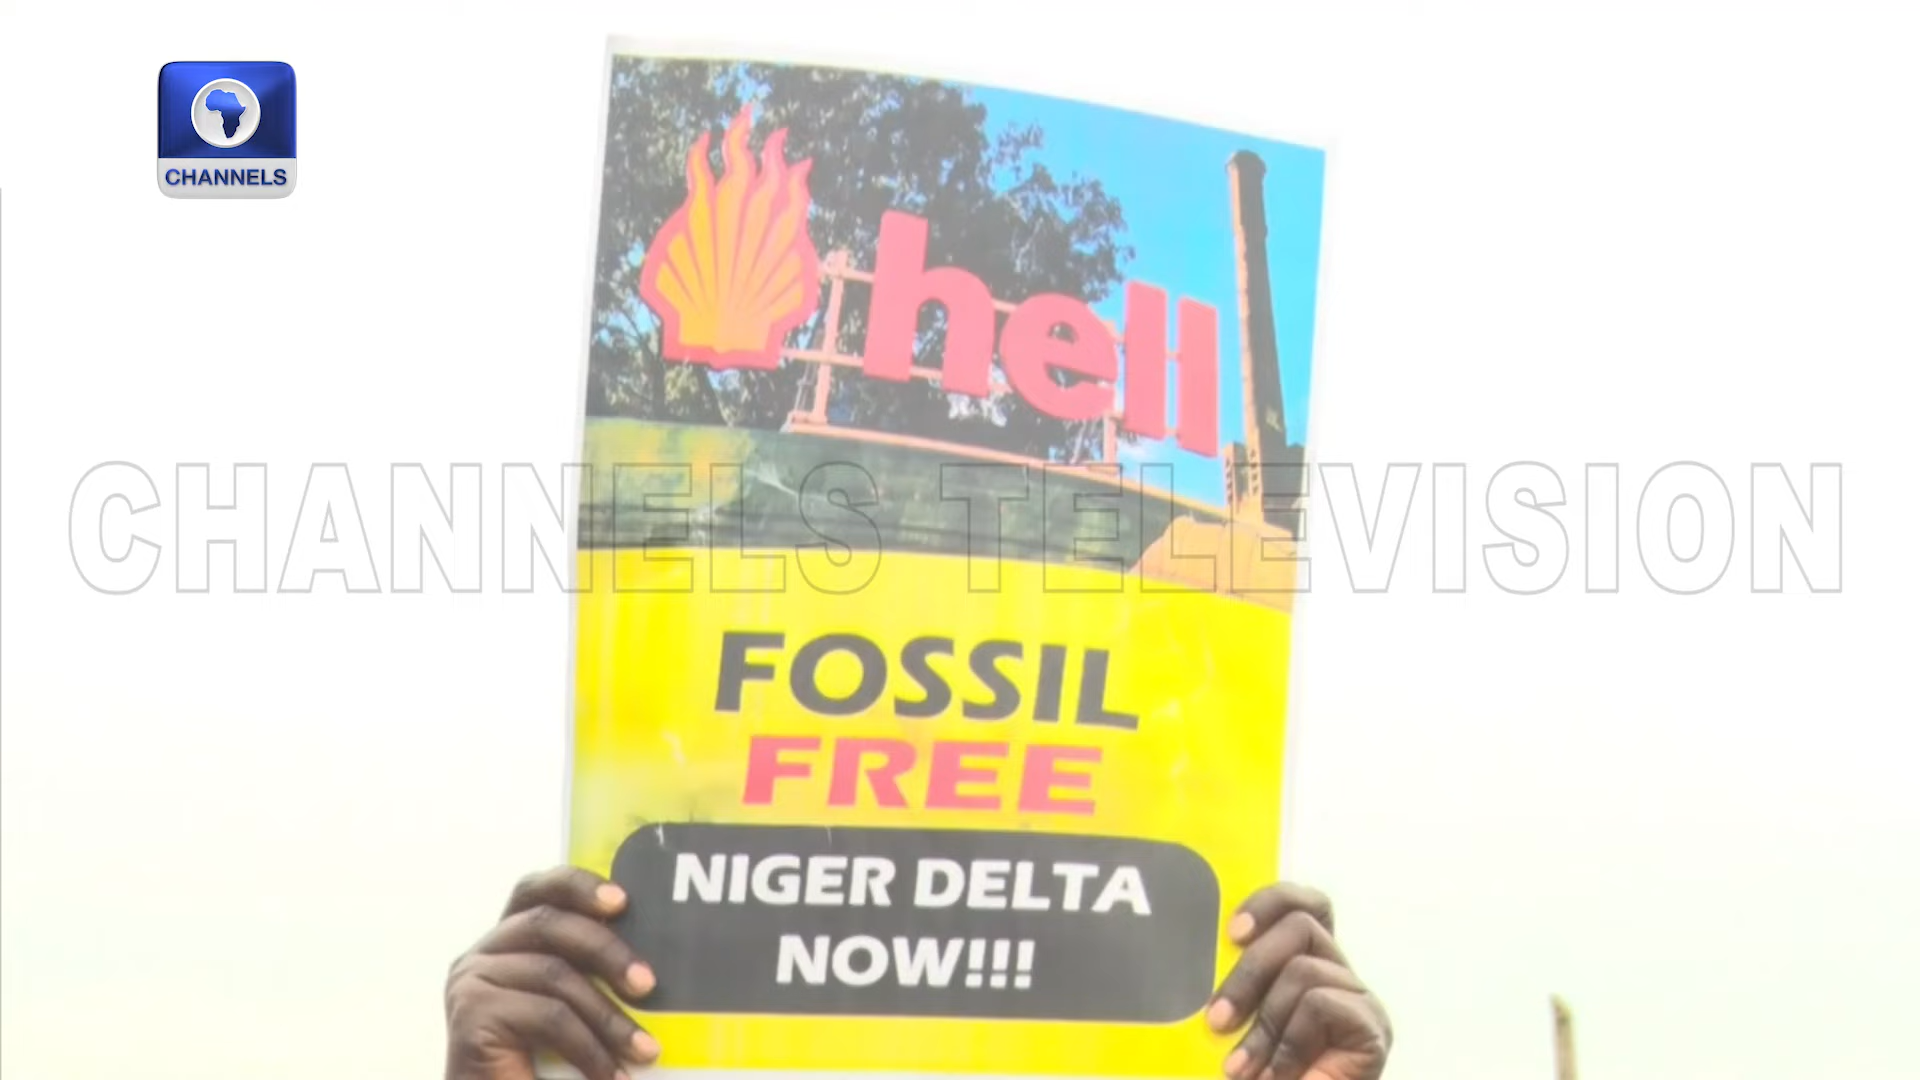 CHANNELS
hell
CHANNELS TELEVISION
FOSSIL
FREE
NIGER DELTA
NOW!!!